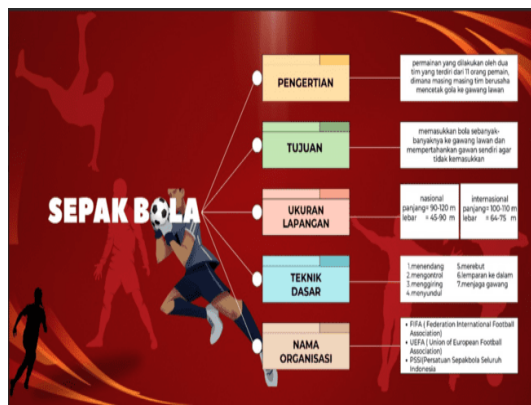 SEPAK BOLA
PENGERTIAN
permainan yang dilakukan oleh dua
tim yang terdiri dari 11 orang pemain,
dimana masing masing tim berusaha
mencetak gola ke gawang lawan
TUJUAN
memasukkan bola sebanyak-
banyaknya ke gawang lawan dan
mempertahankan gawan sendiri agar
tidak kemasukkan
UKURAN
LAPANGAN
nasional
panjang= 90-120 m
lebar = 45-90 m
internasional
panjang= 100-110 m
lebar = 64-75 m
TEKNIK
DASAR
1.menendang
2.mengontrol
3.menggiring
4.menyundul
5.merebut
6.lemparan ke dalam
7.menjaga gawang
NAMA
ORGANISASI
• FIFA ( Federation International Football
Association)
• UEFA ( Union of European Football
Association)
• PSSI(Persatuan Sepakbola Seluruh
Indonesia